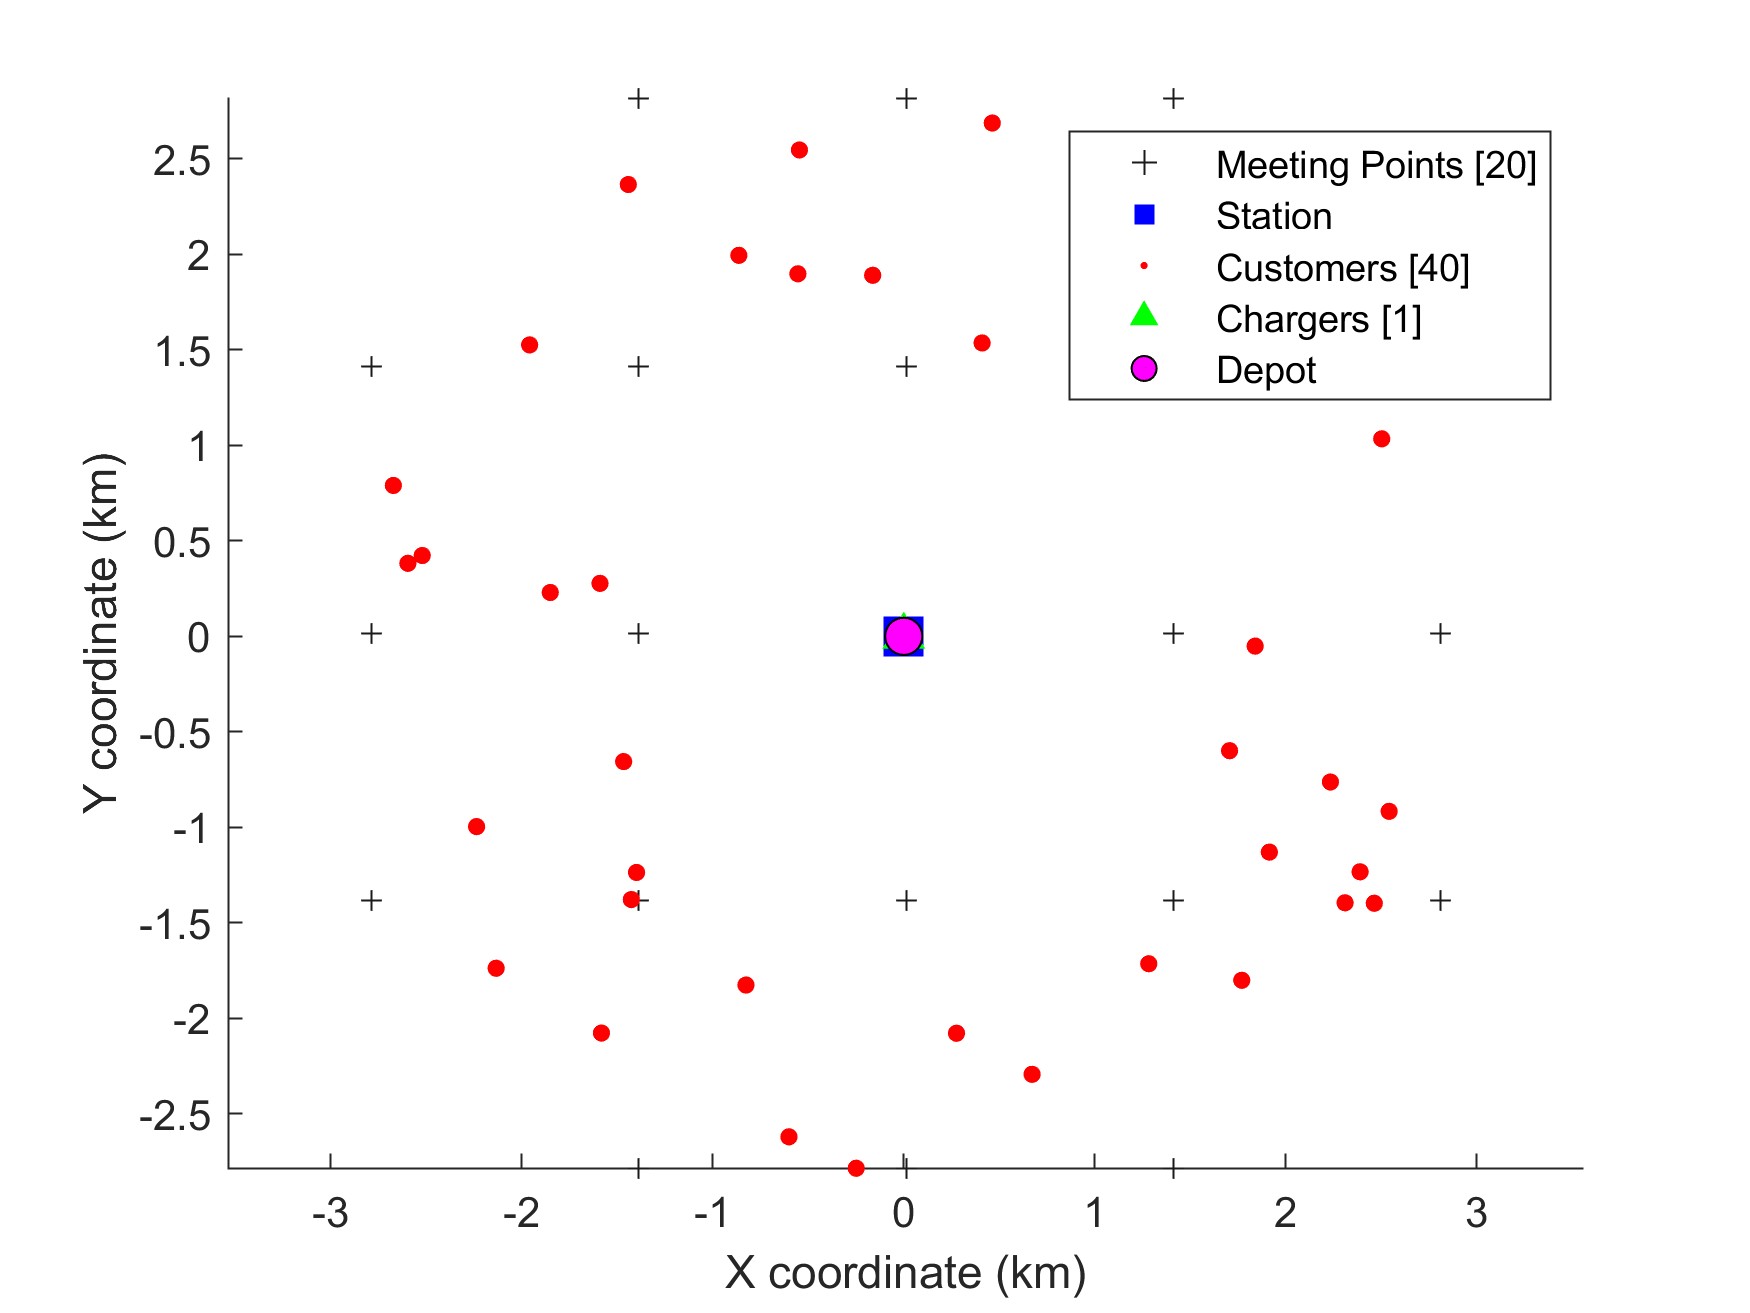 Meeting Points [20]
Station
Customers [40]
Chargers [1]
Depot
2.5
2
1.5
1
0.5
0
-0.5
-1
-1.5
-2
-2.5
Y coordinate (km)
-3 -2 -1 0 1 2 3
X coordinate (km)